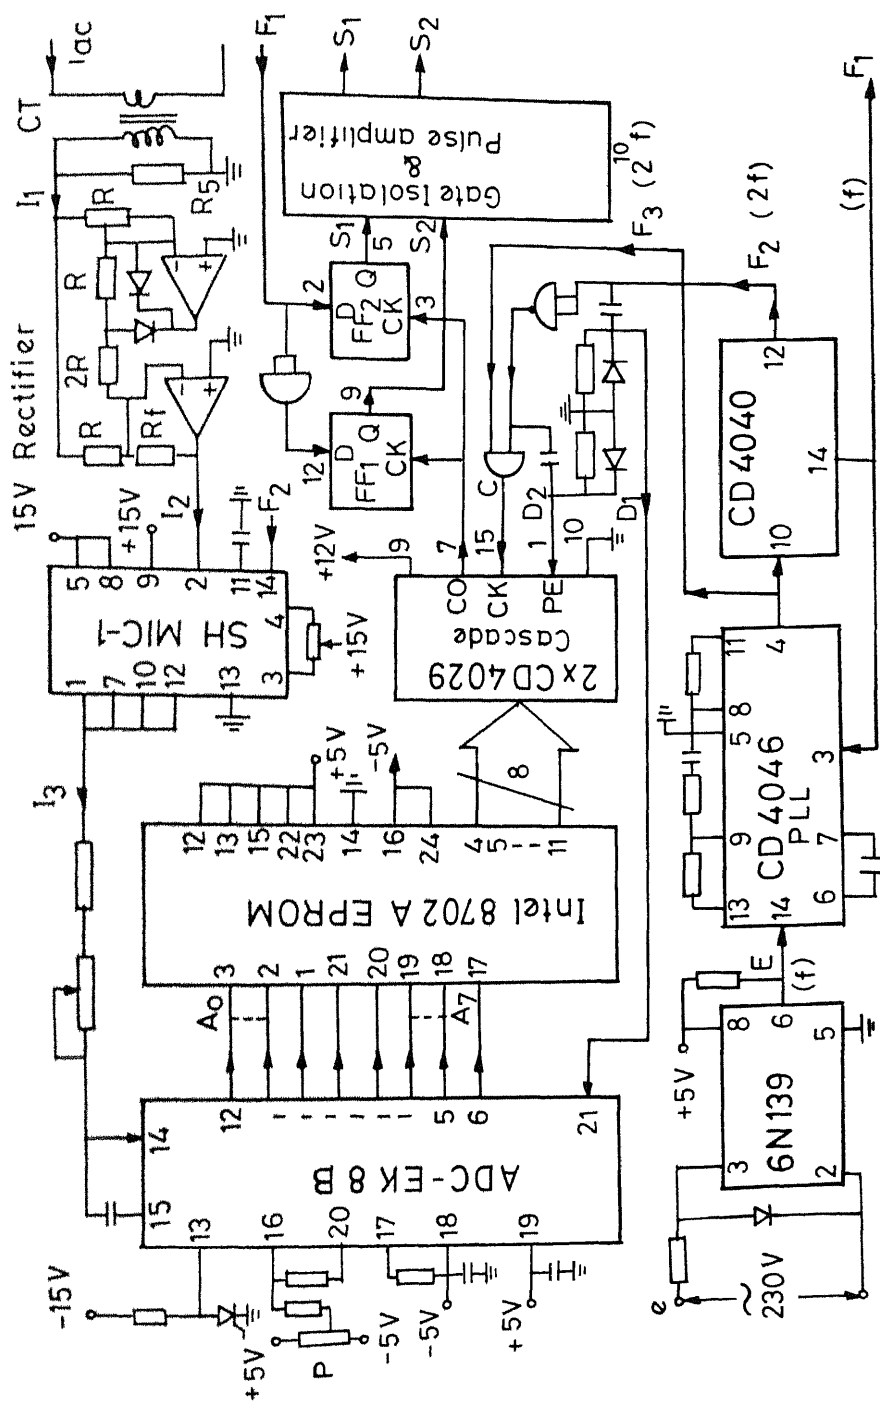 -15V
+5V
P
-5V
-5V
+5V
15
14
13
16
20
17
18
19
12
5
6
21
ADC-EK 8 B
A0
A7
I3
3
2
1
21
20
19
18
17
Intel 8702A EPROM
12
13
15
22
23
14
16
24
4
5
11
+5V
-5V
8
1
7
10
12
13
3
4
5
8
9
2
11
14
SH MIC-1
+15V
+15V
I2
F2
15V Rectifier
R
Rf
2R
R
R
I1
R5
CT
iac
F1
2xCD4029
Cascade
CO
CK
PE
+12V
9
7
15
1
10
C
D2
D1
12
D
FF1
CK
Q
9
2
D
FF2
CK
Q
3
5
S1
S2
Gate Isolation
&
Pulse amplifier
S1
S2
F3 (2^10 f)
F2 (2f)
(f)
F1
e
~
230V
3
2
6N139
8
6
5
+5V
E
(f)
13
9
5
8
11
14
CD4046
PLL
4
6
7
3
10
CD4040
14
12